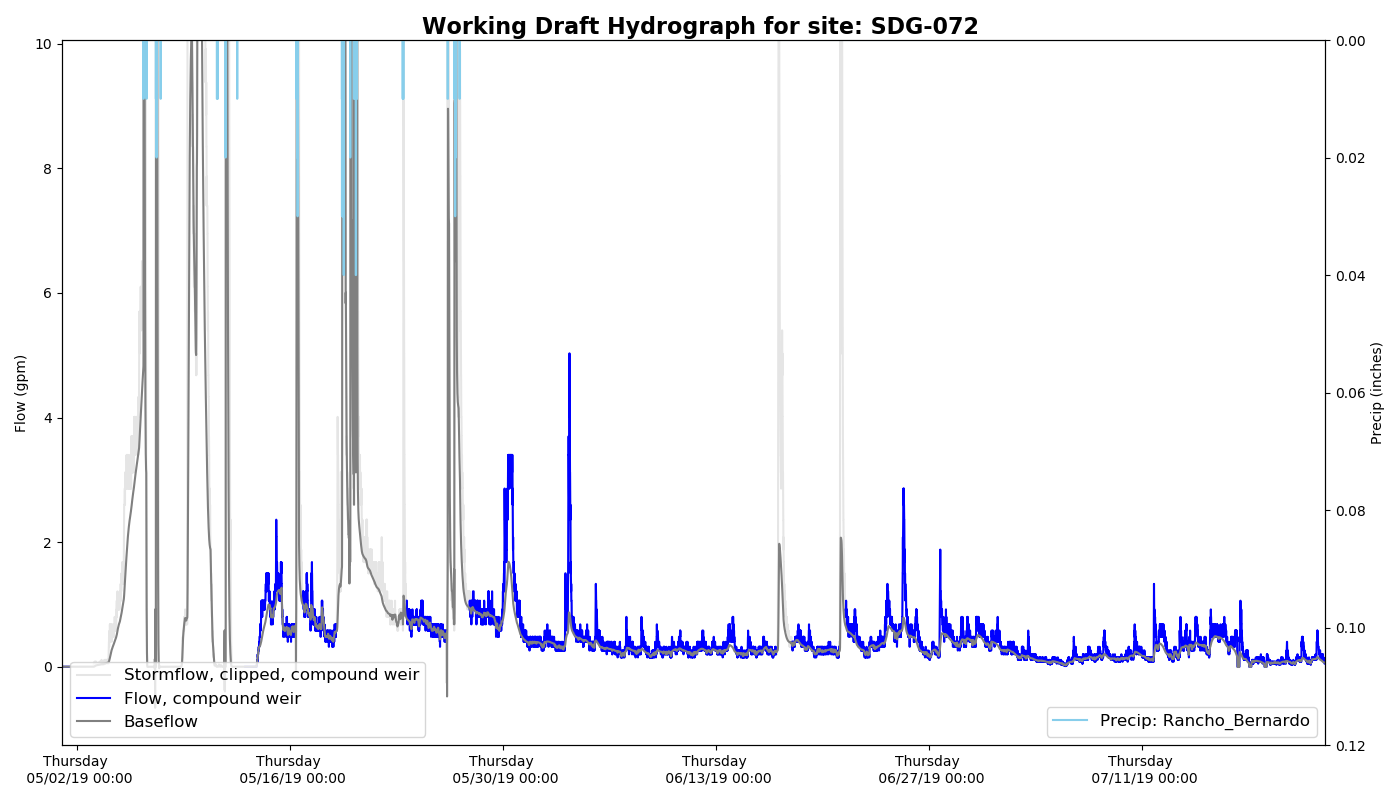 Working Draft Hydrograph for site: SDG-072
10
8
6
4
2
0
Flow (gpm)
0.00
0.02
0.04
0.06
0.08
0.10
0.12
Precip (inches)
Stormflow, clipped, compound weir
Flow, compound weir
Baseflow
Precip: Rancho_Bernardo
Thursday
05/02/19 00:00
Thursday
05/16/19 00:00
Thursday
05/30/19 00:00
Thursday
06/13/19 00:00
Thursday
06/27/19 00:00
Thursday
07/11/19 00:00